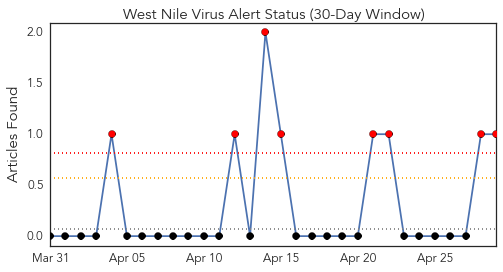 West Nile Virus Alert Status (30-Day Window)
Articles Found
2.0
1.5
1.0
0.5
0.0
Mar 31 Apr 05 Apr 10 Apr 15 Apr 20 Apr 25